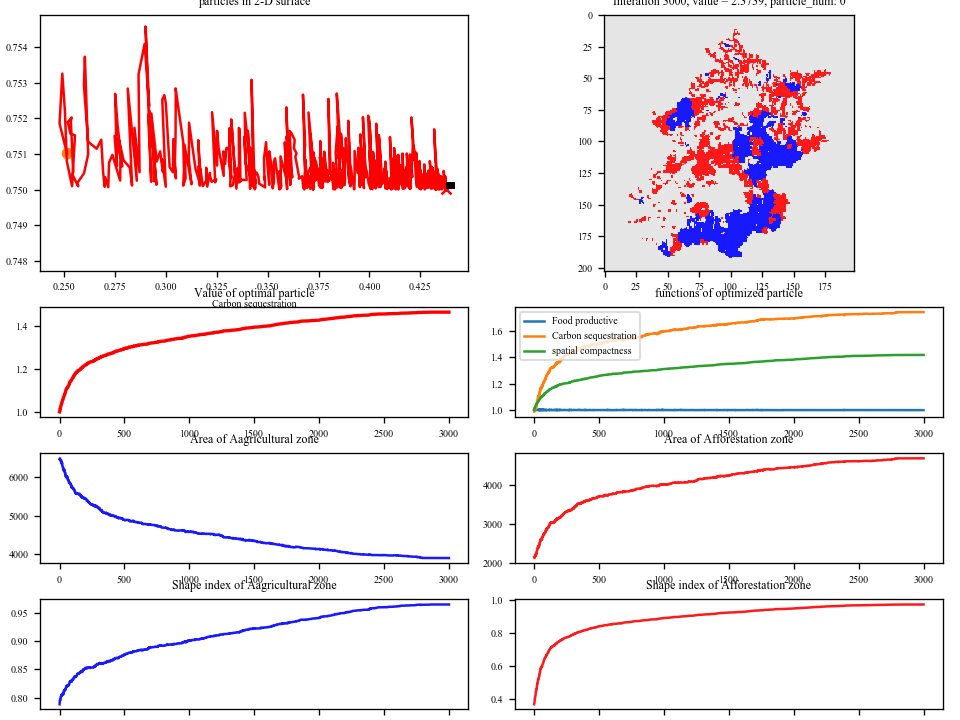 particles in 2-D surface
Interation 3000, value = 2.5759, particle_num: 0
0.754
0.753
0.752
0.751
0.750
0.749
0.748
0.250 0.275 0.300 0.325 0.350 0.375 0.400 0.425
Carbon sequestration
0
25
50
75
100
125
150
175
200
0 25 50 75 100 125 150 175
Value of optimal particle
1.4
1.2
1.0
0 500 1000 1500 2000 2500 3000
functions of optimized particle
Food productive
Carbon sequestration
spatial compactness
1.6
1.4
1.2
1.0
0 500 1000 1500 2000 2500 3000
Area of Aagricultural zone
6000
5000
4000
0 500 1000 1500 2000 2500 3000
Area of Afforestation zone
4000
3000
2000
0 500 1000 1500 2000 2500 3000
Shape index of Aagricultural zone
0.95
0.90
0.85
0.80
Shape index of Afforestation zone
1.0
0.8
0.6
0.4